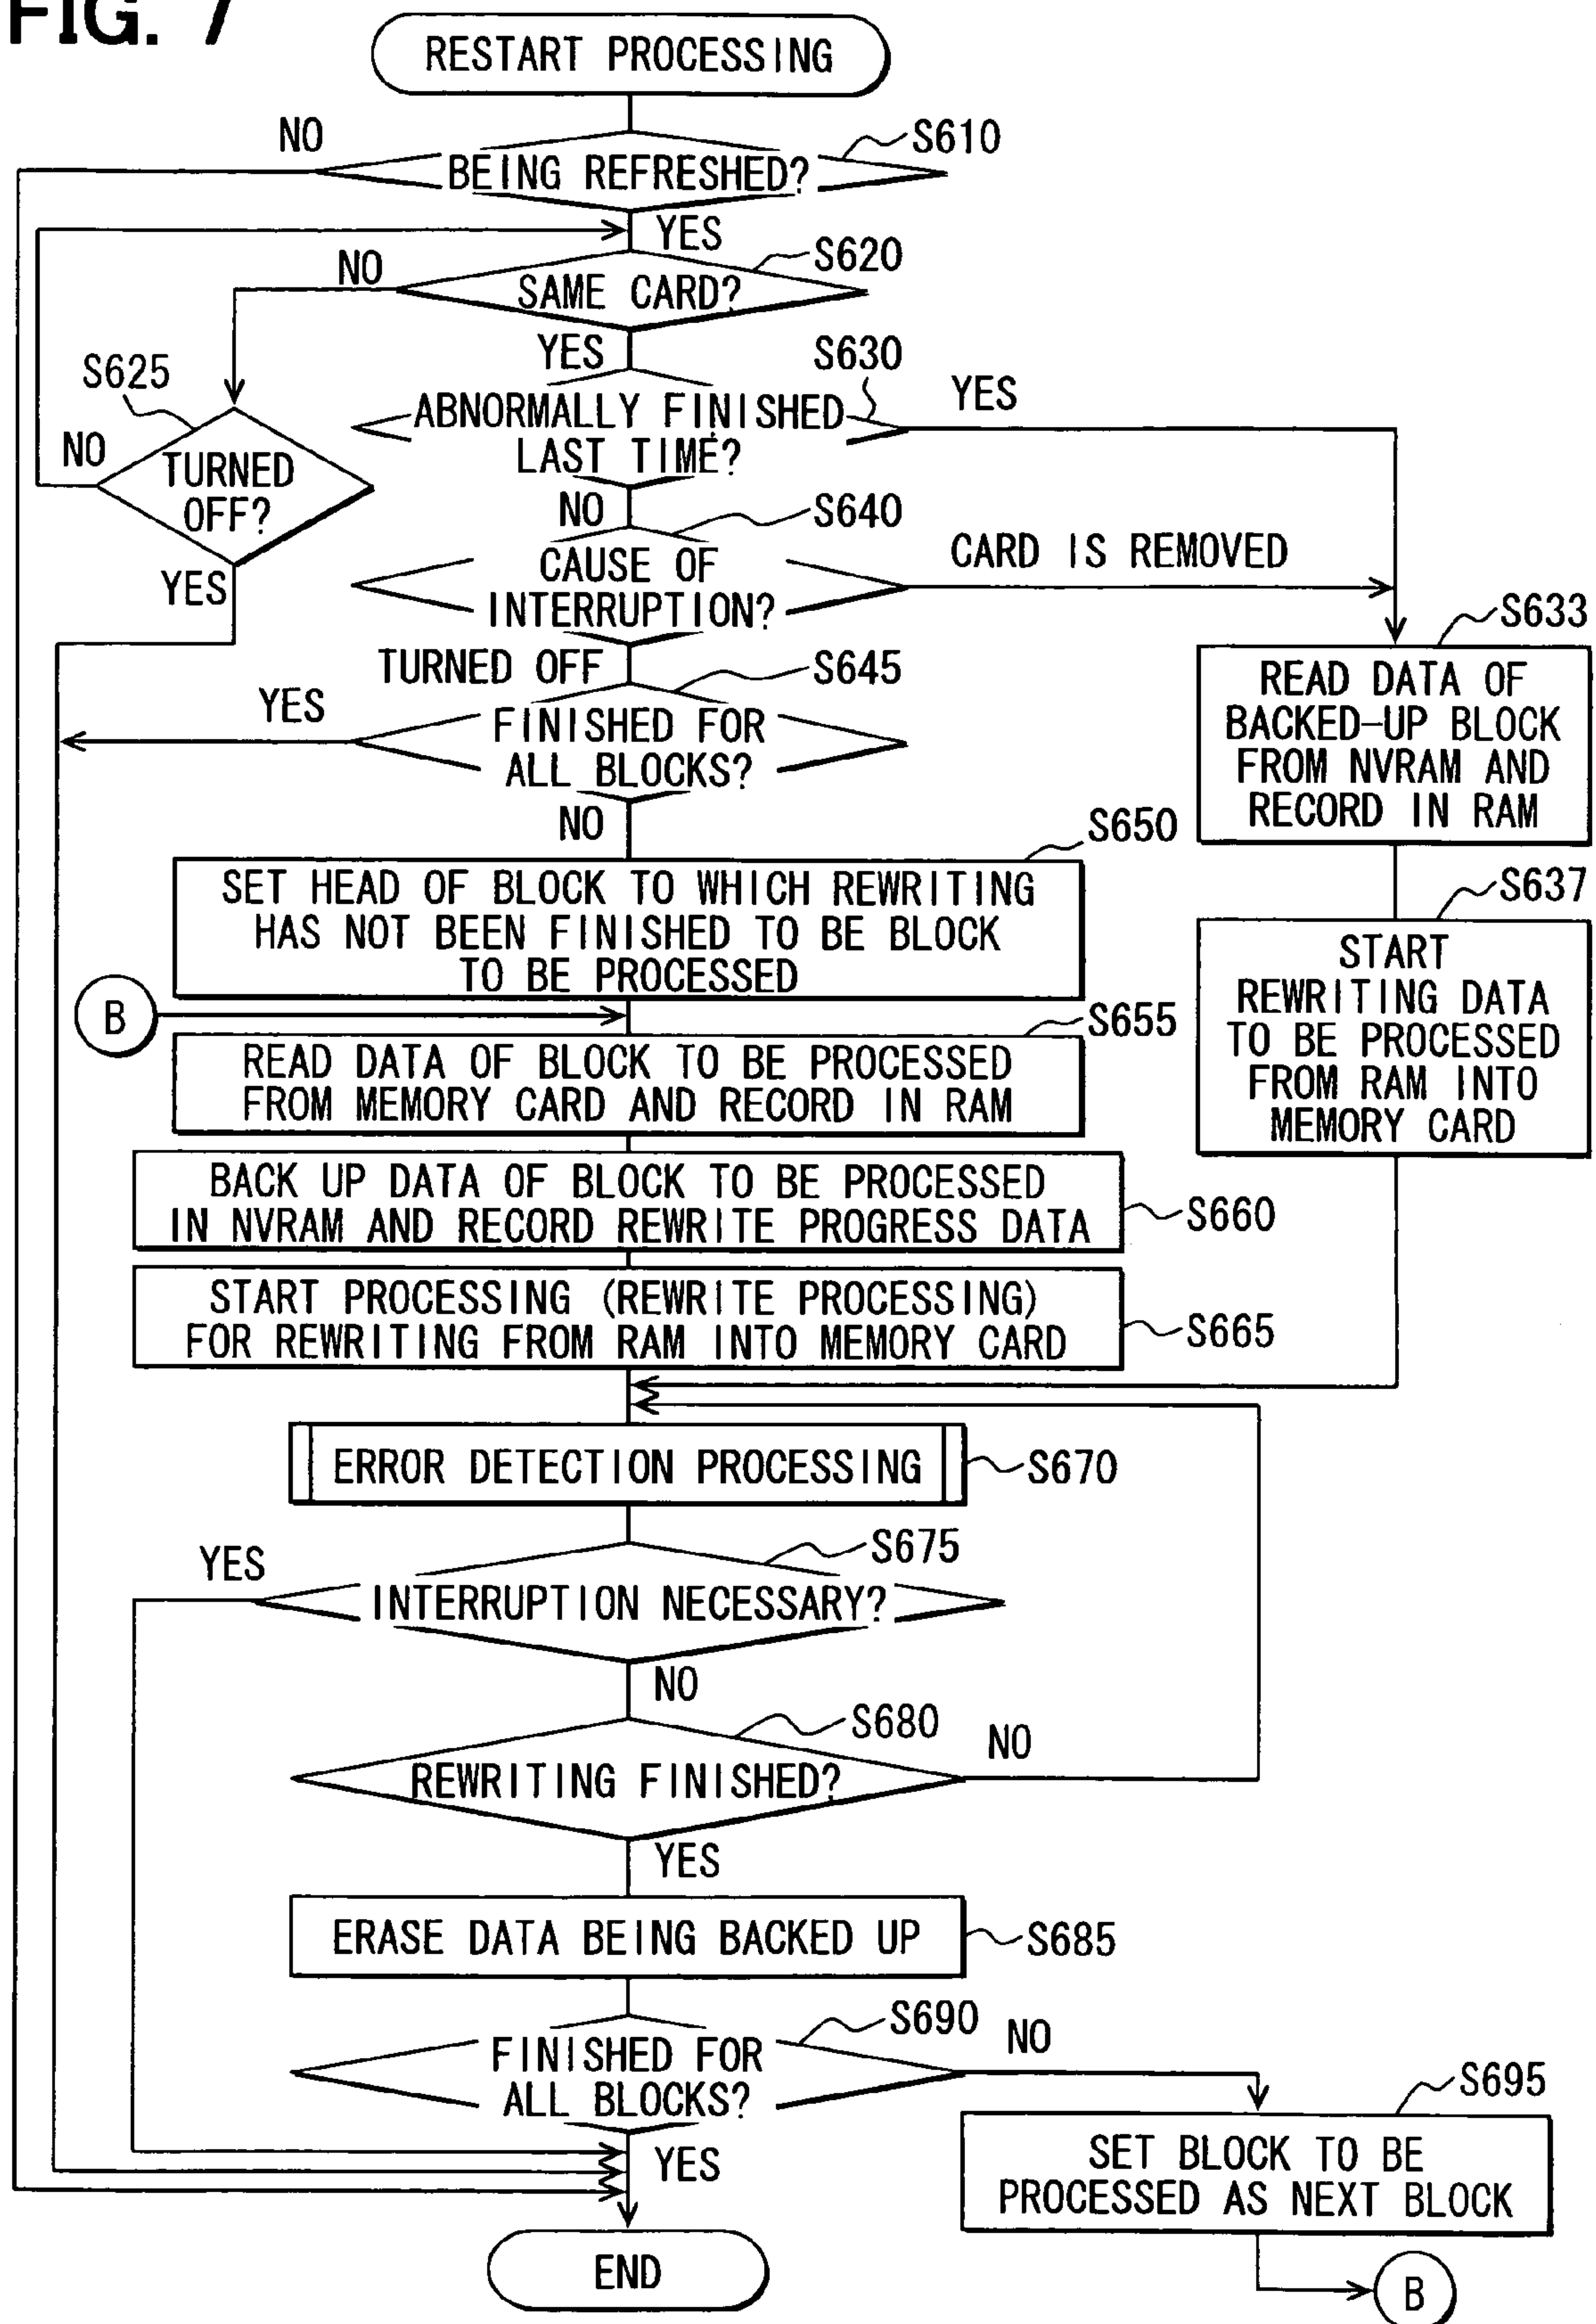 FIG. 7
RESTART PROCESSING
NO
S610
BEING REFRESHED?
YES
S620
NO
SAME CARD?
YES
S630
S625
YES
ABNORMALLY FINISHED
LAST TIME?
NO
TURNED
OFF?
NO
S640
CARD IS REMOVED
CAUSE OF
INTERRUPTION?
YES
S633
TURNED OFF
S645
READ DATA OF
BACKED-UP BLOCK
FROM NVRAM AND
RECORD IN RAM
YES
FINISHED FOR
ALL BLOCKS?
NO
S650
SET HEAD OF BLOCK TO WHICH REWRITING
HAS NOT BEEN FINISHED TO BE BLOCK
TO BE PROCESSED
S637
START
REWRITING DATA
TO BE PROCESSED
FROM RAM INTO
MEMORY CARD
B
S655
READ DATA OF BLOCK TO BE PROCESSED
FROM MEMORY CARD AND RECORD IN RAM
BACK UP DATA OF BLOCK TO BE PROCESSED
IN NVRAM AND RECORD REWRITE PROGRESS DATA
S660
START PROCESSING (REWRITE PROCESSING)
FOR REWRITING FROM RAM INTO MEMORY CARD
S665
ERROR DETECTION PROCESSING
S670
S675
YES
INTERRUPTION NECESSARY?
NO
S680
NO
REWRITING FINISHED?
YES
ERASE DATA BEING BACKED UP
S685
S690
NO
FINISHED FOR
ALL BLOCKS?
S695
YES
SET BLOCK TO BE
PROCESSED AS NEXT BLOCK
END
B